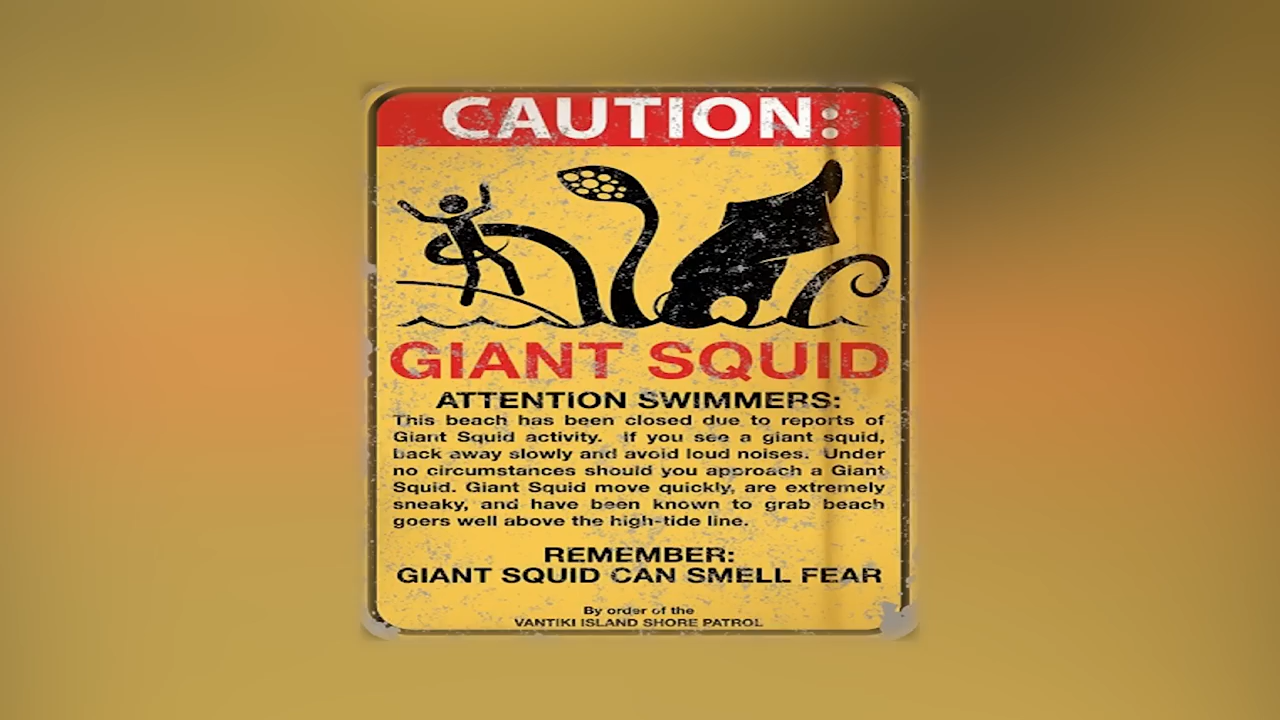 CAUTION:
GIANT SQUID
ATTENTION SWIMMERS:
This beach has been closed due to reports of
Giant Squid activity. If you see a giant squid,
back away slowly and avoid loud noises. Under
no circumstances should you approach a Giant
Squid. Giant Squid move quickly, are extremely
sneaky, and have been known to grab beach
goers well above the high-tide line.
REMEMBER:
GIANT SQUID CAN SMELL FEAR
By order of the
VANTIKI ISLAND SHORE PATROL